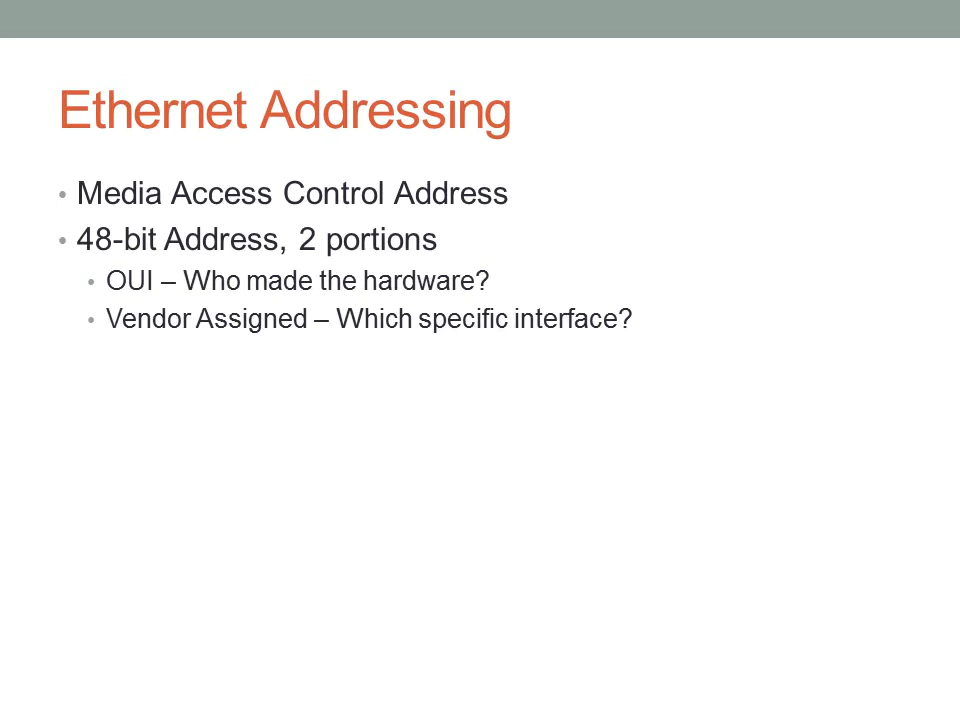 Ethernet Addressing
• Media Access Control Address
• 48-bit Address, 2 portions
• OUI – Who made the hardware?
• Vendor Assigned – Which specific interface?